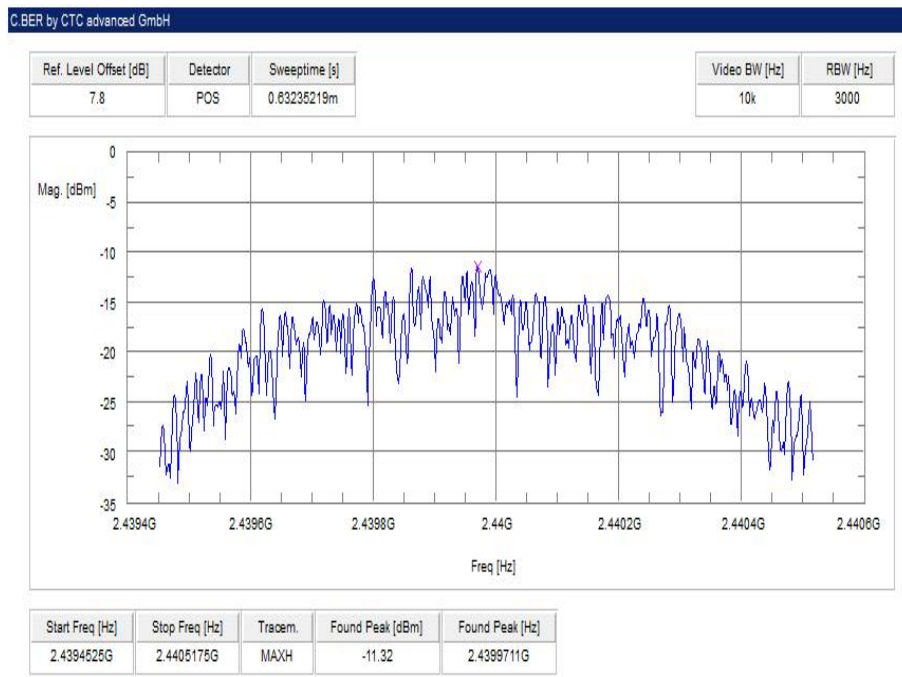 C.BER by CTC advanced GmbH
Ref. Level Offset [dB] Detector Sweeptime [s] Video BW [Hz] RBW [Hz]
7.8 POS 0.63235219m 10k 3000
0
Mag. [dBm]
-5
-10
-15
-20
-25
-30
-35
2.4394G 2.4396G 2.4398G 2.44G 2.4402G 2.4404G 2.4406G
Freq [Hz]
Start Freq [Hz] Stop Freq [Hz] Tracem. Found Peak [dBm] Found Peak [Hz]
2.4394525G 2.4405175G MAXH -11.32 2.4399711G